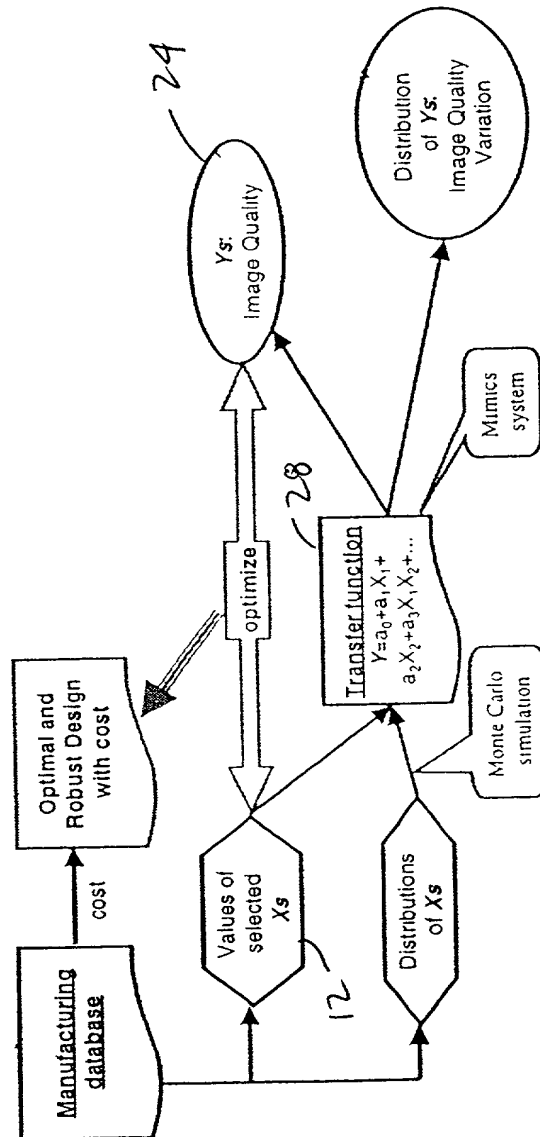 Manufacturing
database
cost
Optimal and
Robust Design
with cost
Values of
selected
Xs
12
optimize
Ys:
Image Quality
24
Distributions
of Xs
Monte Carlo
simulation
Transfer function
Y=a₀+a₁X₁+
a₂X₂+a₃X₁X₂+...
28
Mimics
system
Distribution
of Ys:
Image Quality
Variation